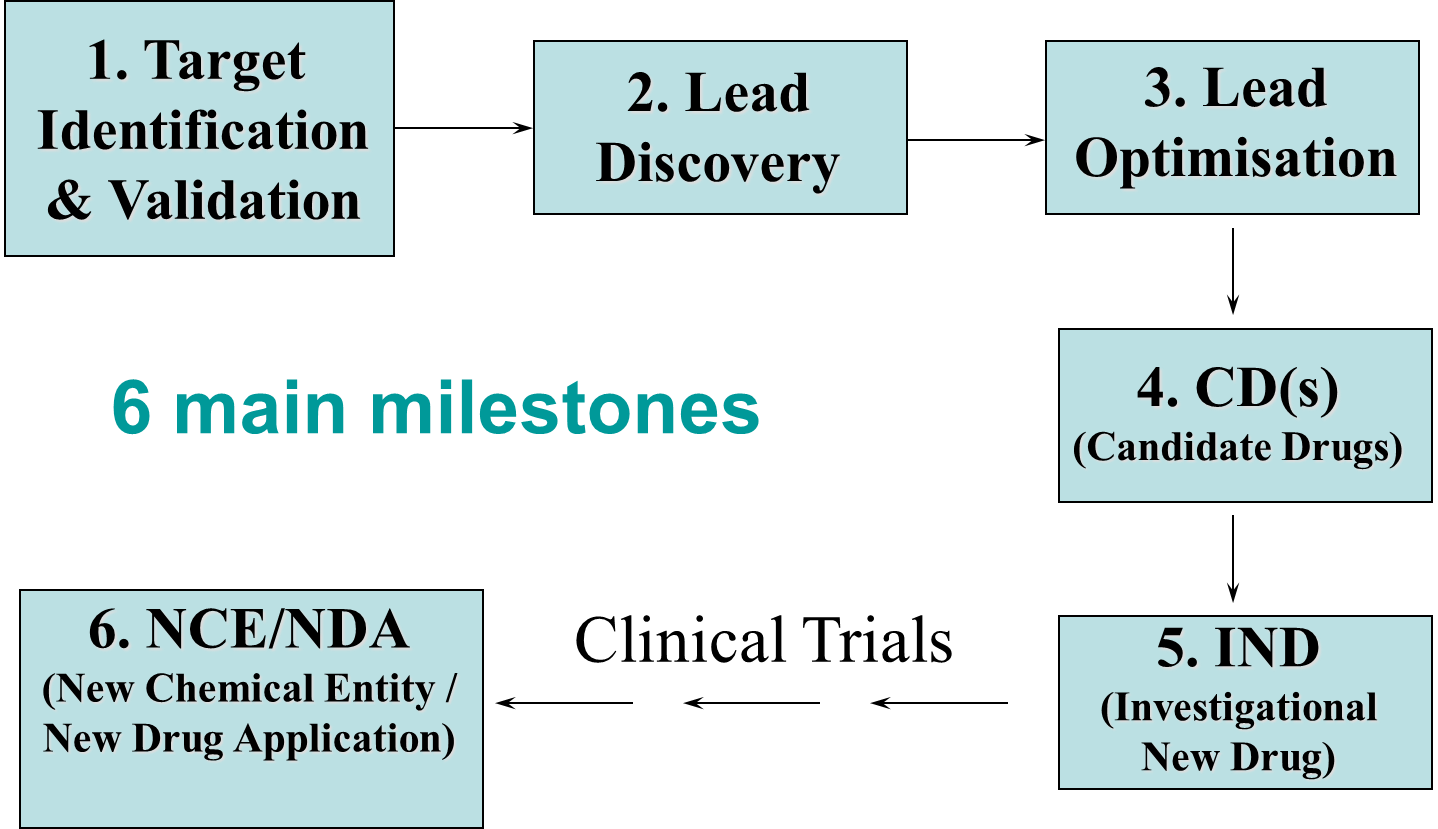 1. Target
Identification
& Validation
2. Lead
Discovery
3. Lead
Optimisation
6 main milestones
4. CD(s)
(Candidate Drugs)
5. IND
(Investigational
New Drug)
Clinical Trials
6. NCE/NDA
(New Chemical Entity /
New Drug Application)